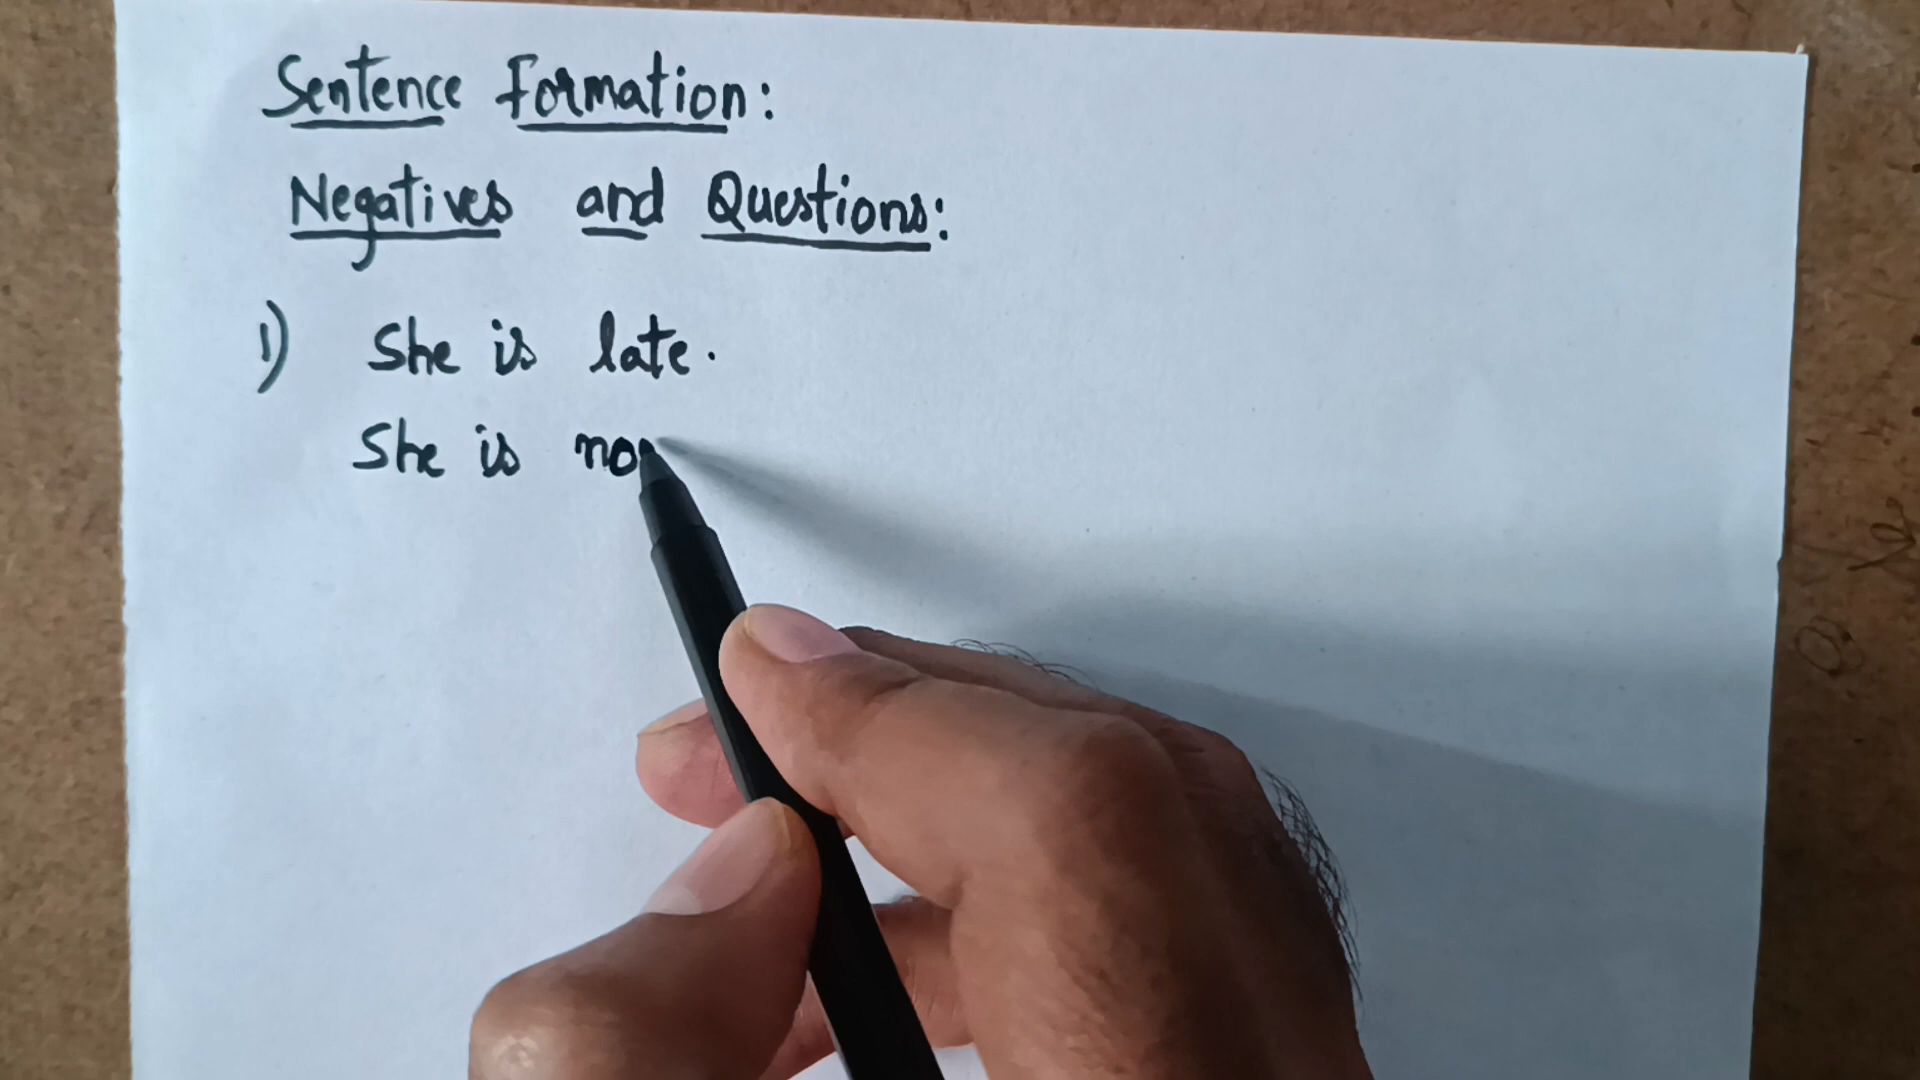 Sentence Formation:
Negatives and Questions:
1) She is late.
She is no